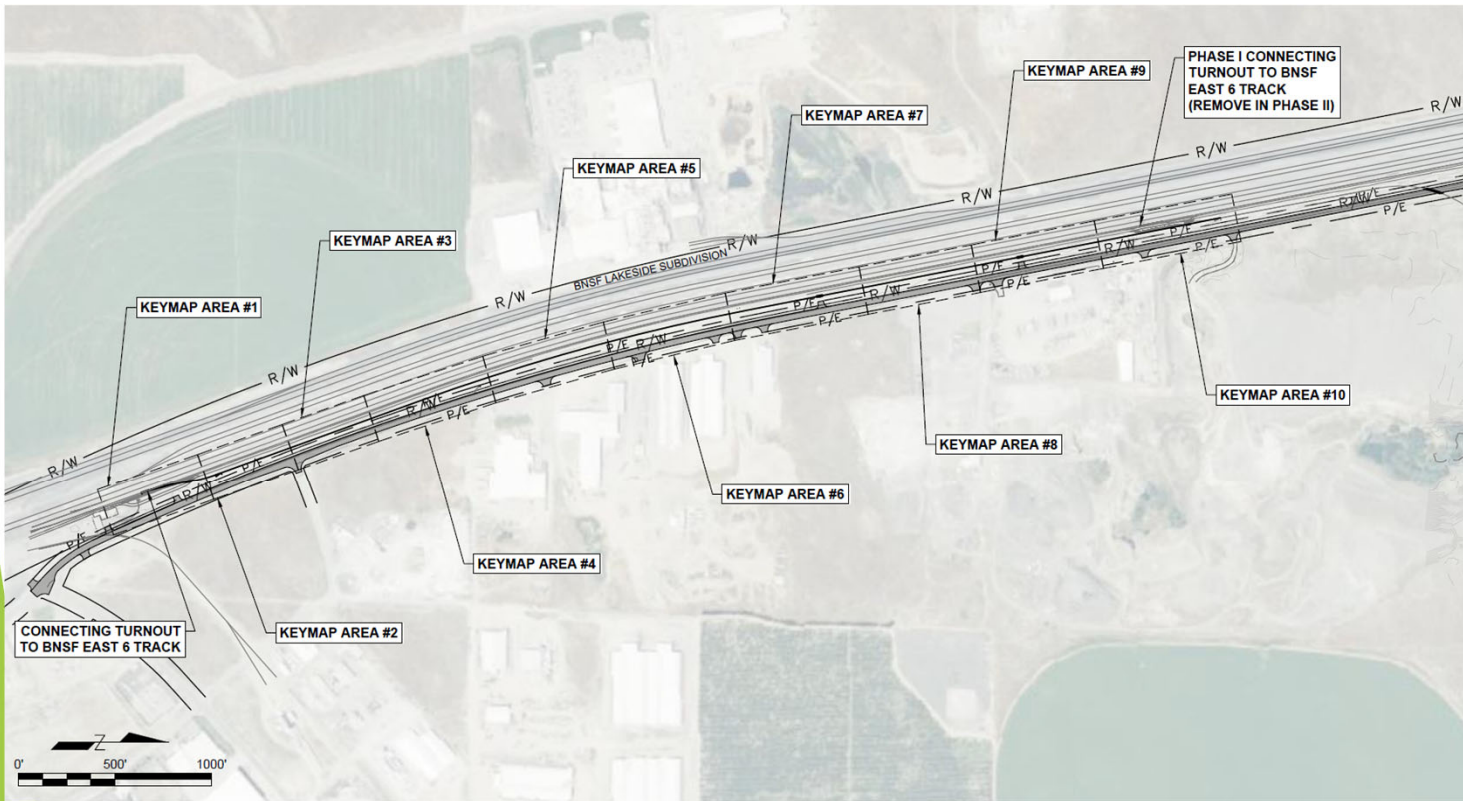 PHASE I CONNECTING
TURNOUT TO BNSF
EAST 6 TRACK
(REMOVE IN PHASE II)
KEYMAP AREA #9
KEYMAP AREA #7
KEYMAP AREA #5
KEYMAP AREA #3
KEYMAP AREA #1
R/W
R/W
R/W
R/W
R/W
R/W
R/W
BNSF LAKESIDE SUBDIVISION
P/E
R/W
P/E
P/E
P/E
R/W
P/E
P/E
P/E
R/W
P/E
P/E
R/W
P/E
P/E
R/W
P/E
P/E
R/W
P/E
KEYMAP AREA #10
KEYMAP AREA #8
KEYMAP AREA #6
KEYMAP AREA #4
KEYMAP AREA #2
CONNECTING TURNOUT
TO BNSF EAST 6 TRACK
Z
0' 500' 1000'